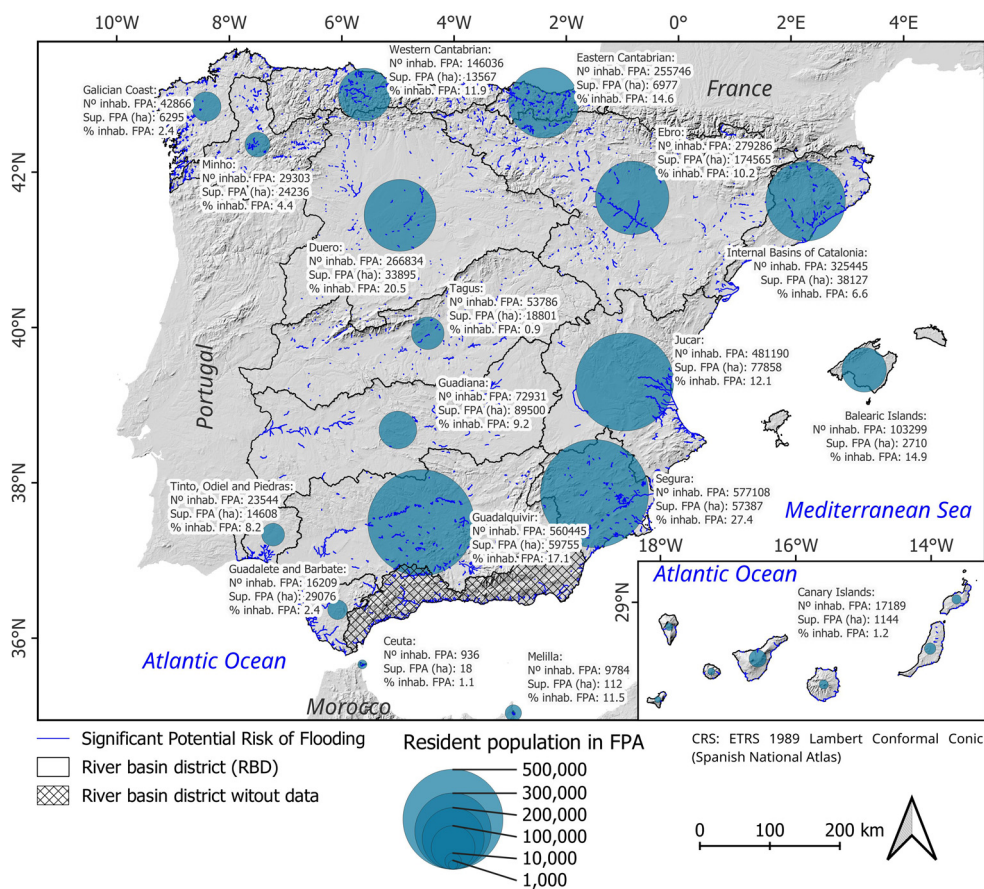 10°W 8°W 6°W 4°W 2°W 0° 2°E 4°E
Western Cantabrian:
Nº inhab. FPA: 146036
Sup. FPA (ha): 13567
% inhab. FPA: 11.9
Eastern Cantabrian:
Nº inhab. FPA: 255746
Sup. FPA (ha): 6977
% inhab. FPA: 14.6
France
Galician Coast:
Nº inhab. FPA: 42866
Sup. FPA (ha): 6295
% inhab. FPA: 2.4
Ebro:
Nº inhab. FPA: 279286
Sup. FPA (ha): 174565
% inhab. FPA: 10.2
42°N
Minho:
Nº inhab. FPA: 29303
Sup. FPA (ha): 24236
% inhab. FPA: 4.4
Duero:
Nº inhab. FPA: 266834
Sup. FPA (ha): 33895
% inhab. FPA: 20.5
Internal Basins of Catalonia:
Nº inhab. FPA: 325445
Sup. FPA (ha): 38127
% inhab. FPA: 6.6
Tagus:
Nº inhab. FPA: 53786
Sup. FPA (ha): 18801
% inhab. FPA: 0.9
40°N
Portugal
Jucar:
Nº inhab. FPA: 481190
Sup. FPA (ha): 77858
% inhab. FPA: 12.1
Guadiana:
Nº inhab. FPA: 72931
Sup. FPA (ha): 89500
% inhab. FPA: 9.2
Balearic Islands:
Nº inhab. FPA: 103299
Sup. FPA (ha): 2710
% inhab. FPA: 14.9
38°N
Tinto, Odiel and Piedras:
Nº inhab. FPA: 23544
Sup. FPA (ha): 14608
% inhab. FPA: 8.2
Segura:
Nº inhab. FPA: 577108
Sup. FPA (ha): 57387
% inhab. FPA: 27.4
Mediterranean Sea
Guadalquivir:
Nº inhab. FPA: 560445
Sup. FPA (ha): 59755
% inhab. FPA: 17.1
18°W 16°W 14°W
Guadalete and Barbate:
Nº inhab. FPA: 16209
Sup. FPA (ha): 29076
% inhab. FPA: 2.4
Atlantic Ocean
29°N
Canary Islands:
Nº inhab. FPA: 17189
Sup. FPA (ha): 1144
% inhab. FPA: 1.2
36°N
Atlantic Ocean
Ceuta:
Nº inhab. FPA: 936
Sup. FPA (ha): 18
% inhab. FPA: 1.1
Melilla:
Nº inhab. FPA: 9784
Sup. FPA (ha): 112
% inhab. FPA: 11.5
Morocco
Significant Potential Risk of Flooding
River basin district (RBD)
River basin district witout data
Resident population in FPA
500,000
300,000
200,000
100,000
10,000
1,000
CRS: ETRS 1989 Lambert Conformal Conic
(Spanish National Atlas)
0 100 200 km